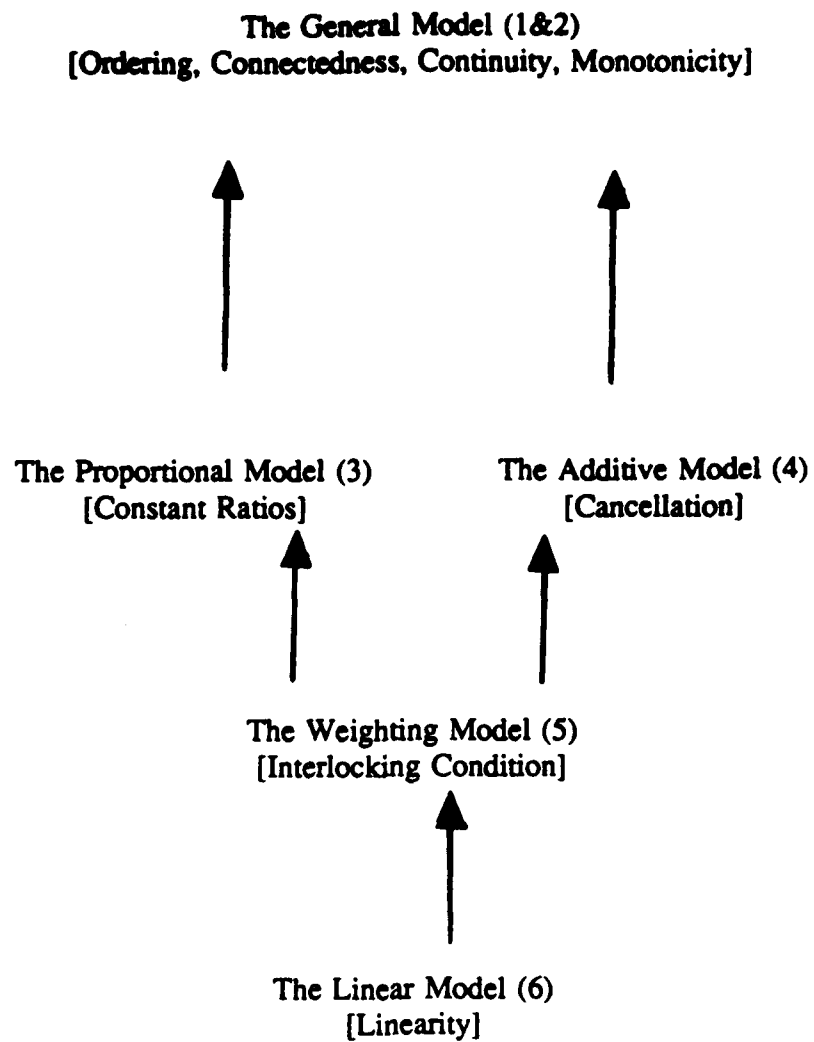 The General Model (1&2)
[Ordering, Connectedness, Continuity, Monotonicity]
The Proportional Model (3)
[Constant Ratios]
The Additive Model (4)
[Cancellation]
The Weighting Model (5)
[Interlocking Condition]
The Linear Model (6)
[Linearity]